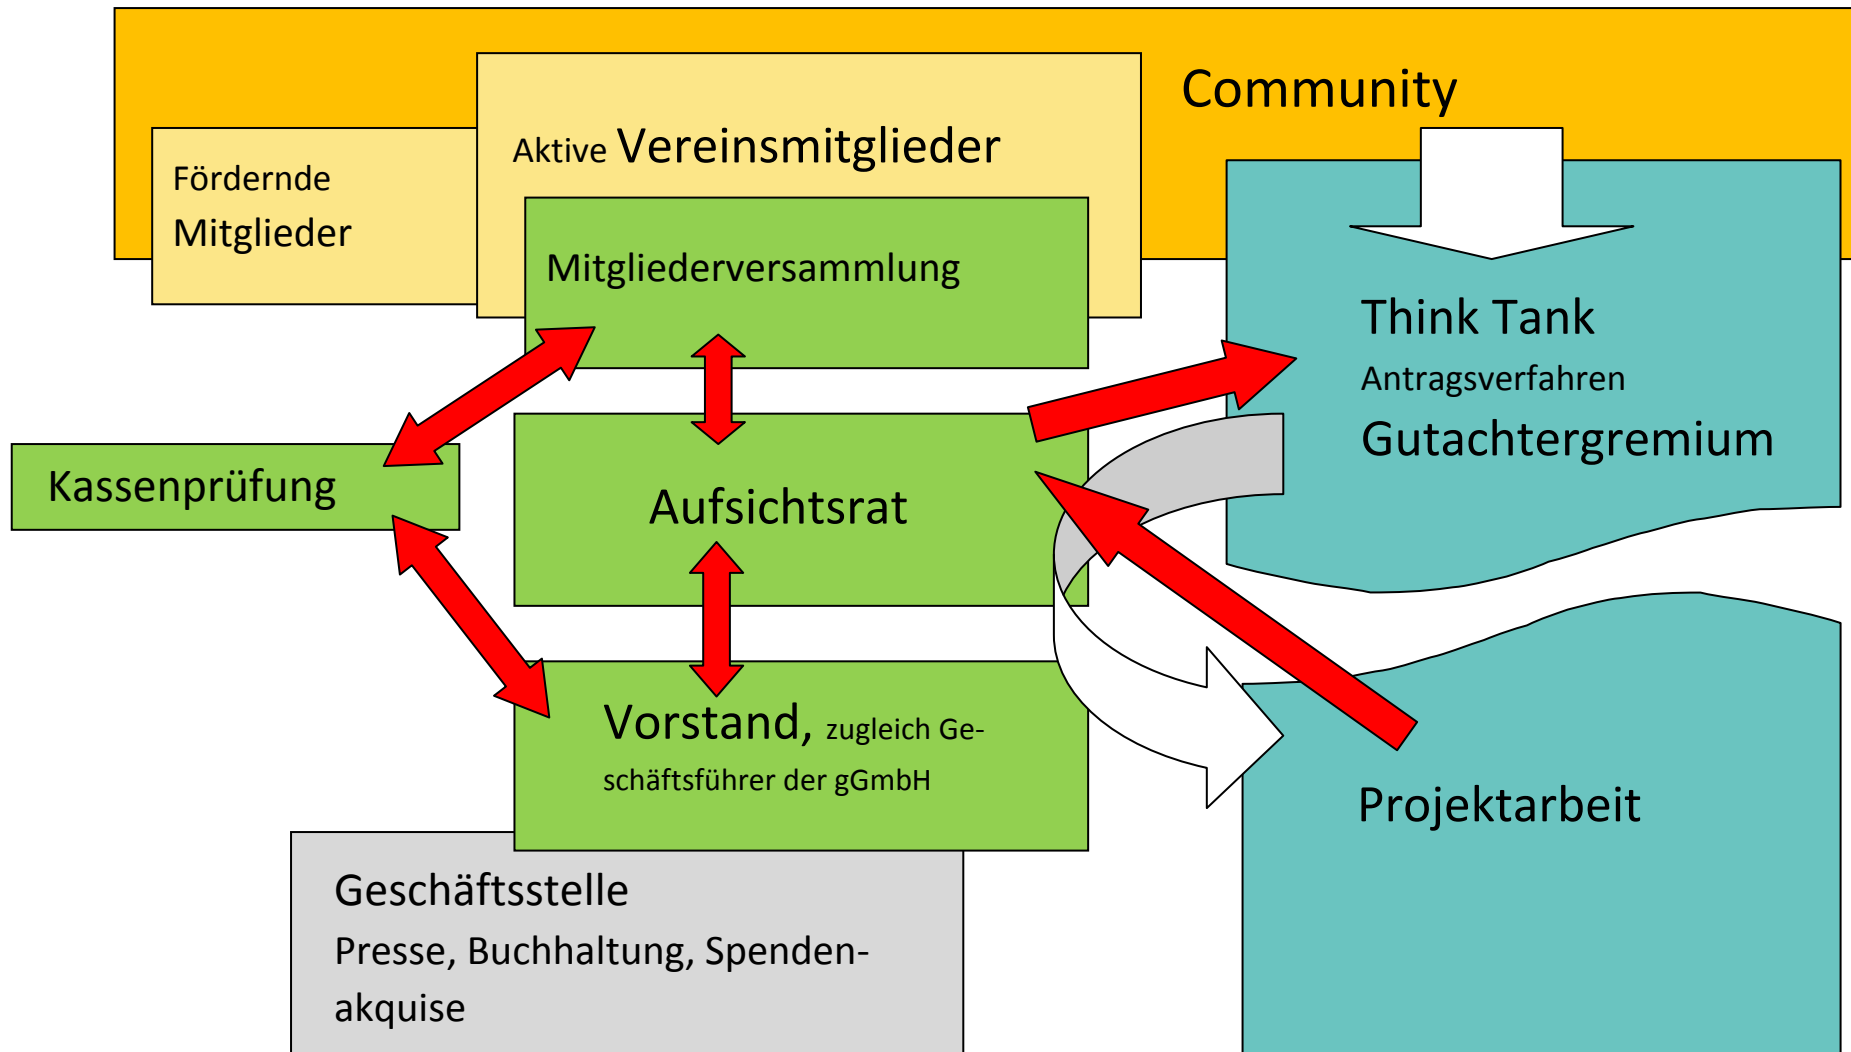 Community
Aktive Vereinsmitglieder
Fördernde
Mitglieder
Mitgliederversammlung
Think Tank
Antragsverfahren
Gutachtergremium
Kassenprüfung
Aufsichtsrat
Vorstand, zugleich Ge-
schäftsführer der gGmbH
Projektarbeit
Geschäftsstelle
Presse, Buchhaltung, Spenden-
akquise